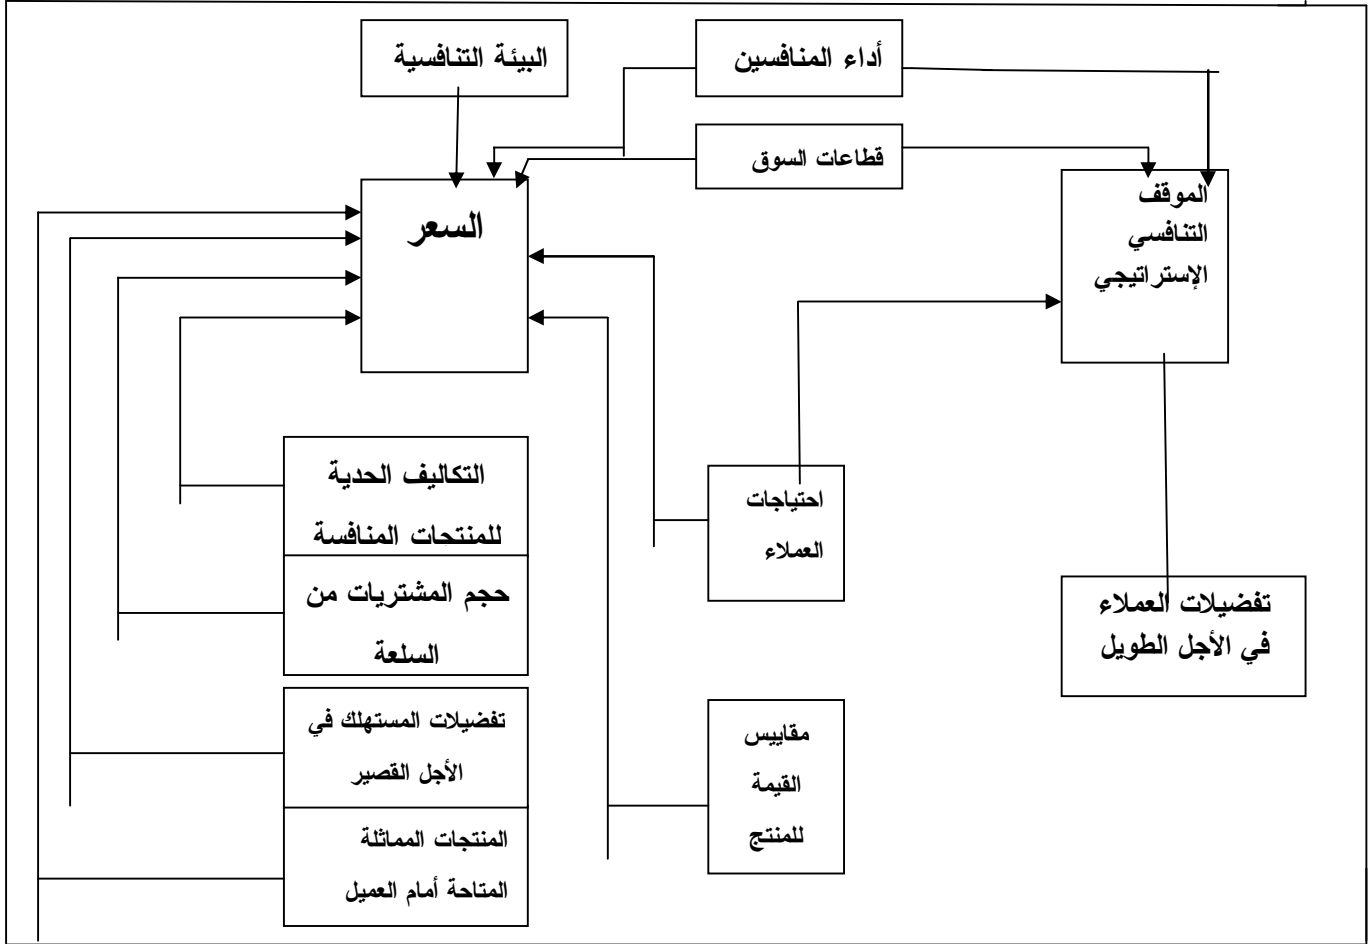 البيئة التنافسية
أداء المنافسين
قطاعات السوق
السعر
الموقف
التنافسي
الإستراتيجي
التكاليف الحدية
للمنتجات المنافسة
حجم المشتريات من
السلعة
احتياجات
العملاء
تفضيلات العملاء
في الأجل الطويل
تفضيلات المستهلك في
الأجل القصير
مقاييس
القيمة
للمنتج
المنتجات المماثلة
المتاحة أمام العميل